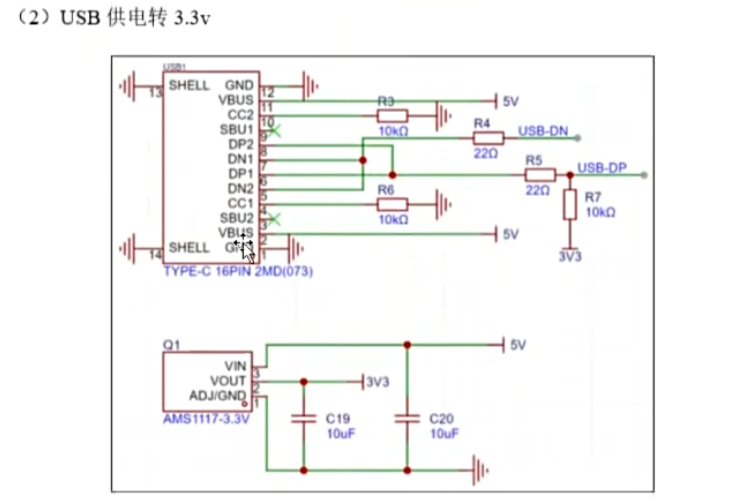 （2）USB 供电转 3.3v
USB1
13 SHELL GND 12
VBUS 11 5V
CC2 10 R3 10kΩ
SBU1 9
DP2 8 R4 22Ω USB-DN
DN1 7
DP1 6 R5 22Ω USB-DP
DN2 5 R7 10kΩ
CC1 4 R6 10kΩ
SBU2 3
VBUS 2 5V
14 SHELL 1 3V3
TYPE-C 16PIN 2MD(073)
Q1 5V
VIN 3
VOUT 2 3V3
ADJ/GND 1
AMS1117-3.3V
C19 C20
10uF 10uF